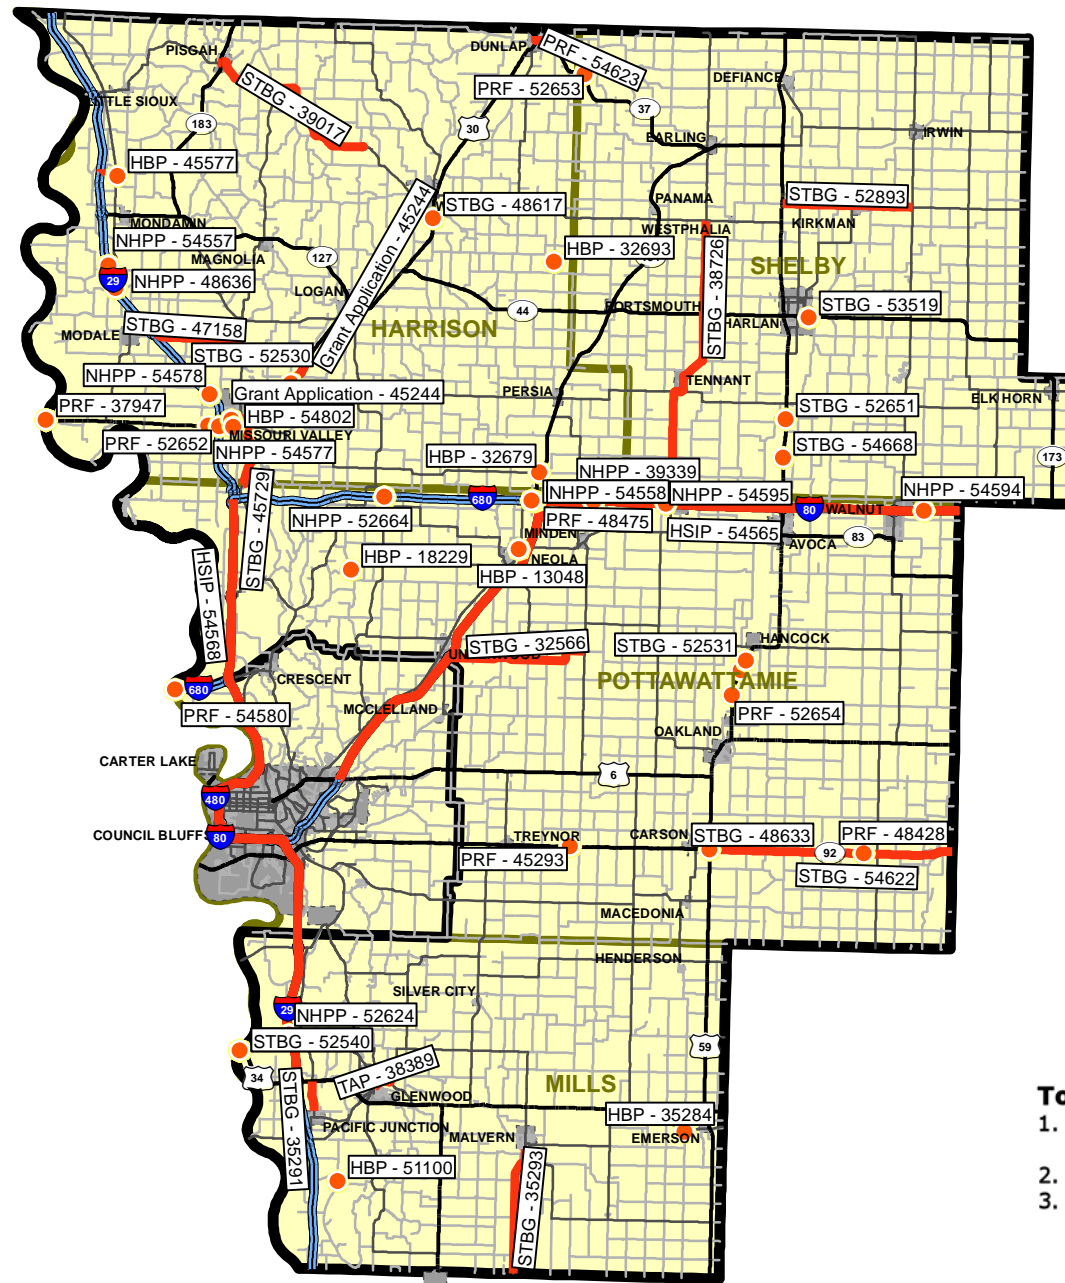 PISGAH
DUNLAP
PRF - 54623
DEFIANCE
STBG - 39017
PRF - 52653
TTLE SIOUX
183
30
37
EARLING
IRWIN
HBP - 45577
Grant Application - 45244
STBG - 48617
PANAMA
STBG - 52893
MONDAMIN
WESTPHALIA
KIRKMAN
NHPP - 54557
MAGNOLIA
127
HBP - 32693
STBG - 38726
SHELBY
29
NHPP - 48636
LOGAN
44
PORTSMOUTH
STBG - 53519
MODALE
STBG - 47158
HARRISON
HARLAN
STBG - 52530
NHPP - 54578
Grant Application - 45244
PERSIA
TENNANT
ELK HORN
PRF - 37947
HBP - 54802
STBG - 52651
PRF - 52652
MISSOURI VALLEY
NHPP - 54577
STBG - 54668
173
HBP - 32679
NHPP - 39339
STBG - 45729
680
NHPP - 54558
NHPP - 54595
NHPP - 54594
NHPP - 52664
PRF - 48475
HSIP - 54565
80
WALNUT
MINDEN
AVOCA
83
HSIP - 54568
HBP - 18229
NEOLA
HBP - 13048
STBG - 32566
STBG - 52531
HANCOCK
CRESCENT
680
POTTAWATTAMIE
PRF - 54580
MCCLELLAND
PRF - 52654
OAKLAND
CARTER LAKE
6
480
COUNCIL BLUFF
80
TREYNOR
CARSON
STBG - 48633
PRF - 48428
PRF - 45293
92
STBG - 54622
MACEDONIA
HENDERSON
SILVER CITY
29
NHPP - 52624
STBG - 52540
59
34
TAP - 38389
MILLS
GLENWOOD
STBG - 35291
HBP - 35284
PACIFIC JUNCTION
MALVERN
EMERSON
HBP - 51100
STBG - 35293
To
1.
2.
3.